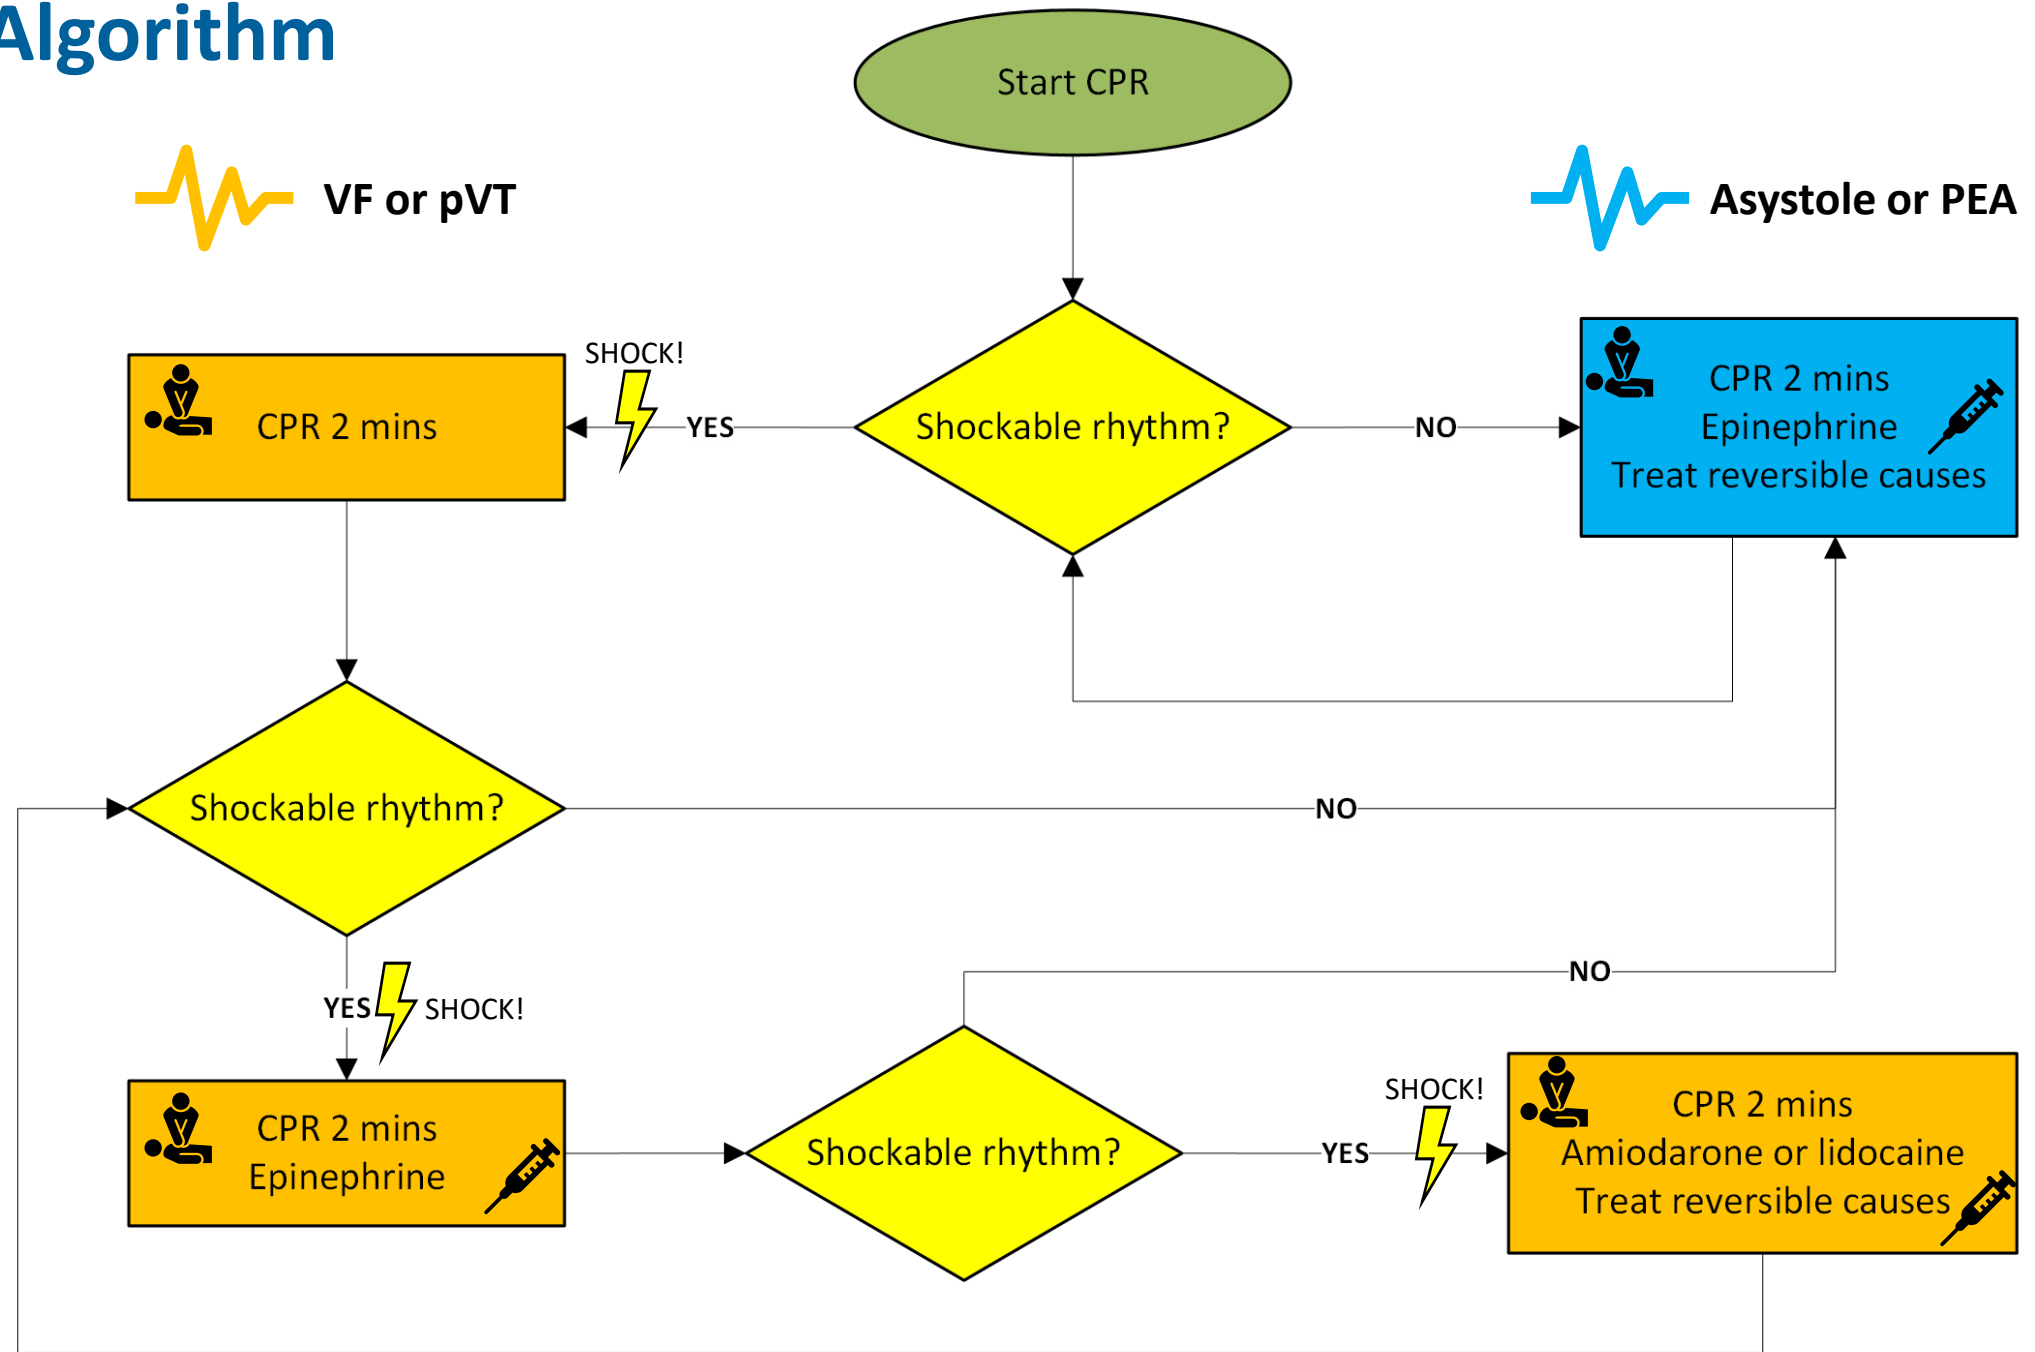 Algorithm
Start CPR
VF or pVT
Asystole or PEA
SHOCK!
CPR 2 mins
YES
Shockable rhythm?
NO
CPR 2 mins
Epinephrine
Treat reversible causes
Shockable rhythm?
NO
YES
SHOCK!
NO
CPR 2 mins
Epinephrine
Shockable rhythm?
YES
SHOCK!
CPR 2 mins
Amiodarone or lidocaine
Treat reversible causes